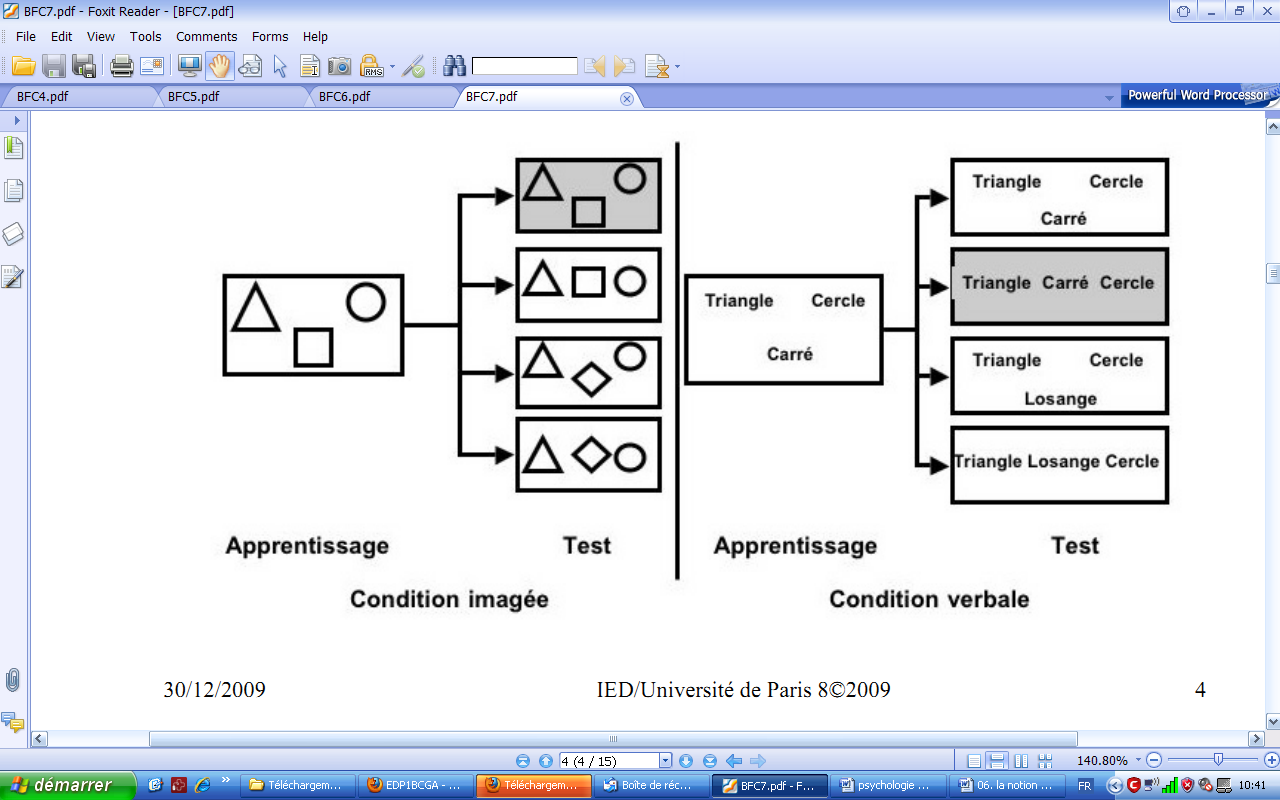 BFC7.pdf - Foxit Reader - [BFC7.pdf]
File Edit View Tools Comments Forms Help
RMS
BFC4.pdf BFC5.pdf BFC6.pdf BFC7.pdf Powerful Word Processor
Triangle Cercle
Carré
Triangle Carré Cercle
Triangle Cercle
Carré
Triangle Cercle
Losange
Triangle Losange Cercle
Apprentissage Test Apprentissage Test
Condition imagée Condition verbale
30/12/2009 IED/Université de Paris 8©2009 4
4 (4 / 15) 140.80%
démarrer Téléchargem... EDP1BCGA - ... Téléchargem... Boîte de réc... BFC7.pdf - F... psychologie ... 06. la notion ... FR 10:41